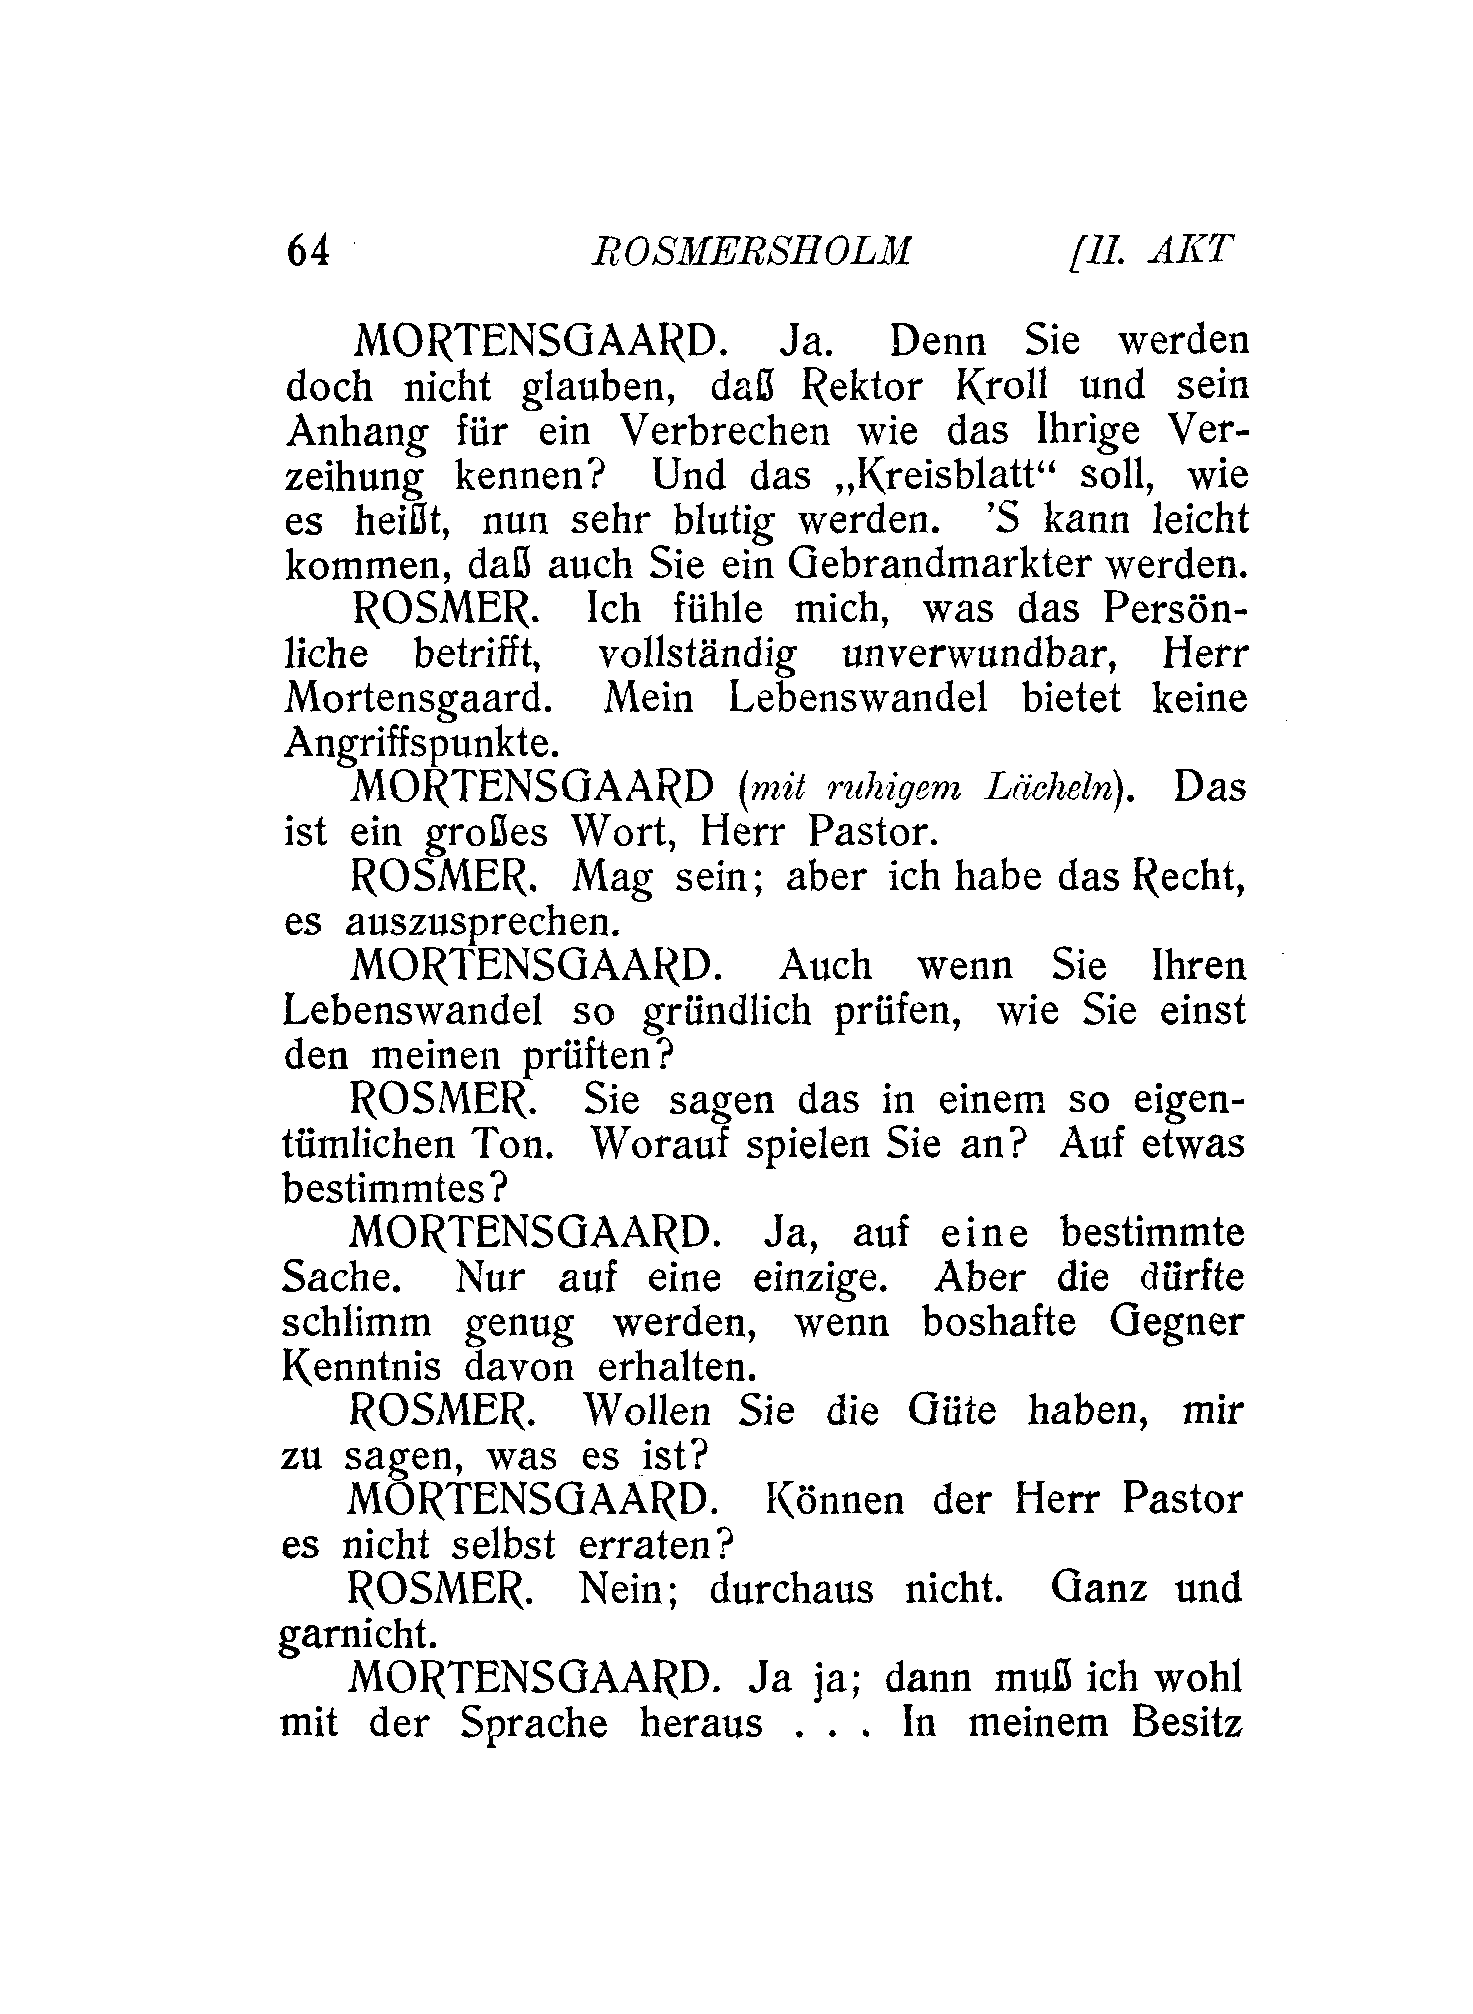 64 ROSMERSHOLM [II. AKT
MORTENSGAARD. Ja. Denn Sie werden
doch nicht glauben, daß Rektor Kroll und sein
Anhang für ein Verbrechen wie das Ihrige Ver-
zeihung kennen? Und das „Kreisblatt“ soll, wie
es heißt, nun sehr blutig werden. ’S kann leicht
kommen, daß auch Sie ein Gebrandmarkter werden.
ROSMER. Ich fühle mich, was das Persön-
liche betrifft, vollständig unverwundbar, Herr
Mortensgaard. Mein Lebenswandel bietet keine
Angriffspunkte.
MORTENSGAARD (mit ruhigem Lächeln). Das
ist ein großes Wort, Herr Pastor.
ROSMER. Mag sein; aber ich habe das Recht,
es auszusprechen.
MORTENSGAARD. Auch wenn Sie Ihren
Lebenswandel so gründlich prüfen, wie Sie einst
den meinen prüften?
ROSMER. Sie sagen das in einem so eigen-
tümlichen Ton. Worauf spielen Sie an? Auf etwas
bestimmtes?
MORTENSGAARD. Ja, auf eine bestimmte
Sache. Nur auf eine einzige. Aber die dürfte
schlimm genug werden, wenn boshafte Gegner
Kenntnis davon erhalten.
ROSMER. Wollen Sie die Güte haben, mir
zu sagen, was es ist?
MORTENSGAARD. Können der Herr Pastor
es nicht selbst erraten?
ROSMER. Nein; durchaus nicht. Ganz und
garnicht.
MORTENSGAARD. Ja ja; dann muß ich wohl
mit der Sprache heraus . . . In meinem Besitz